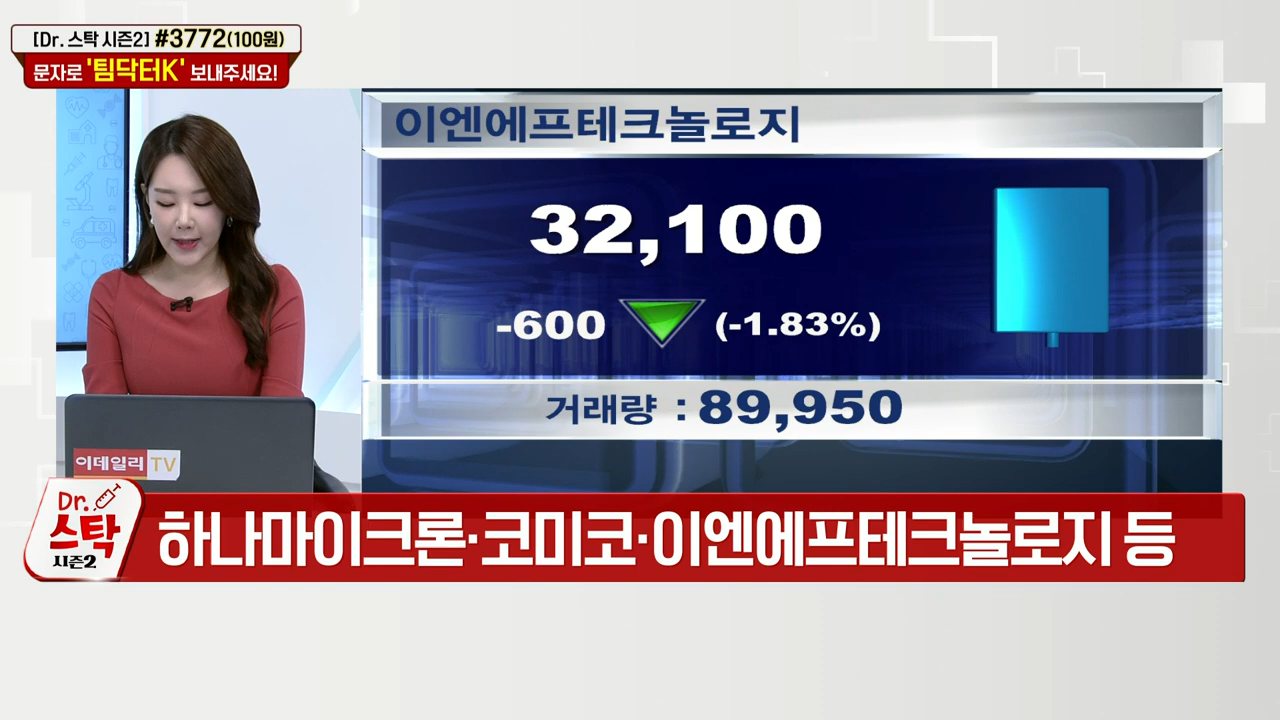 [Dr. 스탁 시즌2] #3772(100원)
문자로 '팀닥터K' 보내주세요!
이엔에프테크놀로지
32,100
-600 ▼ (-1.83%)
거래량 : 89,950
이데일리 TV
Dr.
스탁
시즌2
하나마이크론·코미코·이엔에프테크놀로지 등